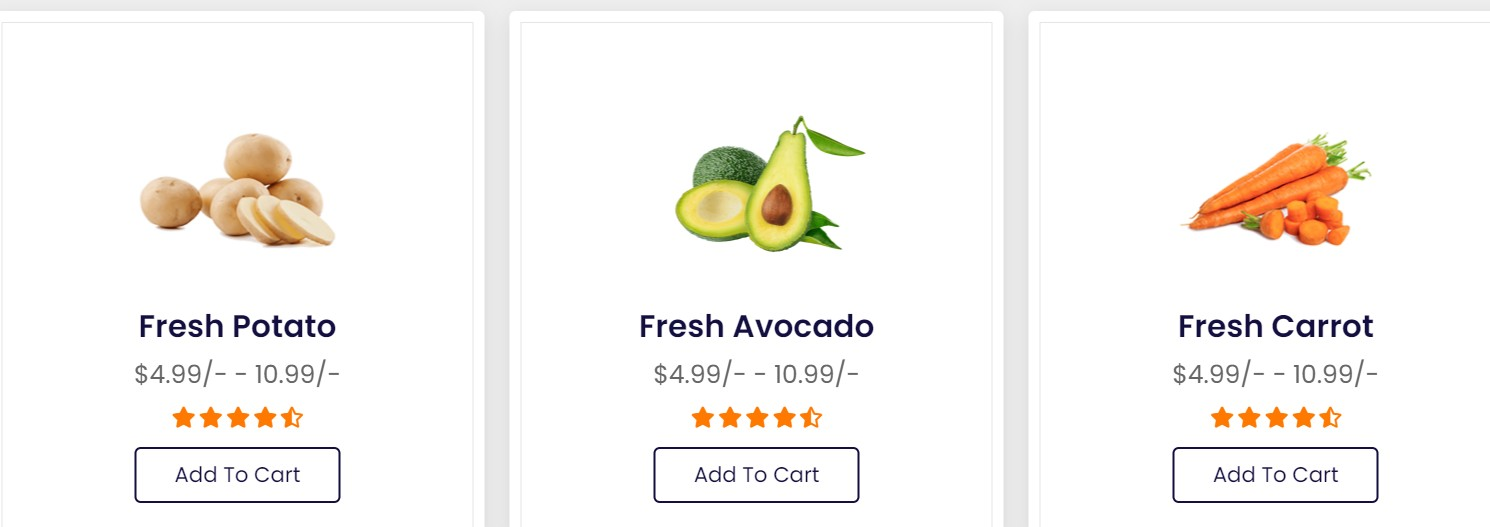 Fresh Potato
$4.99/- - 10.99/-
Add To Cart
Fresh Avocado
$4.99/- - 10.99/-
Add To Cart
Fresh Carrot
$4.99/- - 10.99/-
Add To Cart